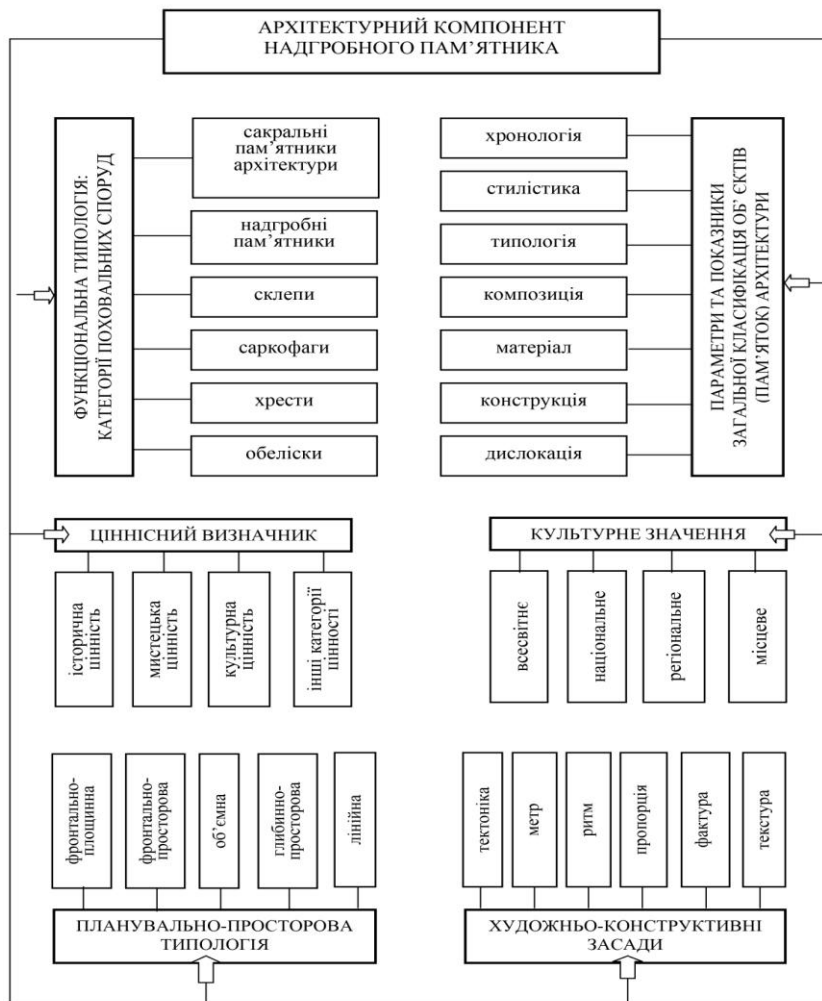 АРХІТЕКТУРНИЙ КОМПОНЕНТ
НАДГРОБНОГО ПАМ’ЯТНИКА
ФУНКЦІОНАЛЬНА ТИПОЛОГІЯ:
КАТЕГОРІЇ ПОХОВАЛЬНИХ СПОРУД
сакральні
пам’ятники
архітектури
надгробні
пам’ятники
склепи
саркофаги
хрести
обеліски
хронологія
стилістика
типологія
композиція
матеріал
конструкція
дислокація
ПАРАМЕТРИ ТА ПОКАЗНИКИ
ЗАГАЛЬНОЇ КЛАСИФІКАЦІЯ ОБ’ ЄКТІВ
(ПАМ’ЯТОК) АРХІТЕКТУРИ
ЦІННІСНИЙ ВИЗНАЧНИК
історична
цінність
мистецька
цінність
культурна
цінність
інші категорії
цінності
КУЛЬТУРНЕ ЗНАЧЕННЯ
всесвітнє
національне
регіональне
місцеве
фронтально-
площинна
фронтально-
просторова
об’ємна
глибинно-
просторова
лінійна
ПЛАНУВАЛЬНО-ПРОСТОРОВА
ТИПОЛОГІЯ
тектоніка
метр
ритм
пропорція
фактура
текстура
ХУДОЖНЬО-КОНСТРУКТИВНІ
ЗАСАДИ